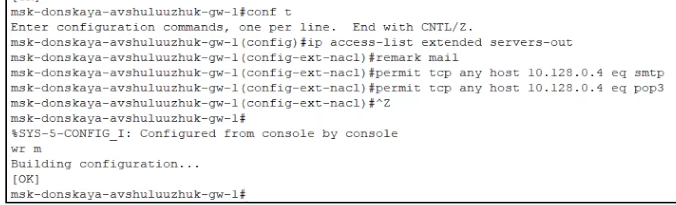 [OK]
msk-donskaya-avshuluuzhuk-gw-1#conf t
Enter configuration commands, one per line.  End with CNTL/Z.
msk-donskaya-avshuluuzhuk-gw-1(config)#ip access-list extended servers-out
msk-donskaya-avshuluuzhuk-gw-1(config-ext-nacl)#remark mail
msk-donskaya-avshuluuzhuk-gw-1(config-ext-nacl)#permit tcp any host 10.128.0.4 eq smtp
msk-donskaya-avshuluuzhuk-gw-1(config-ext-nacl)#permit tcp any host 10.128.0.4 eq pop3
msk-donskaya-avshuluuzhuk-gw-1(config-ext-nacl)#^Z
msk-donskaya-avshuluuzhuk-gw-1#
%SYS-5-CONFIG_I: Configured from console by console
wr m
Building configuration...
[OK]
msk-donskaya-avshuluuzhuk-gw-1#